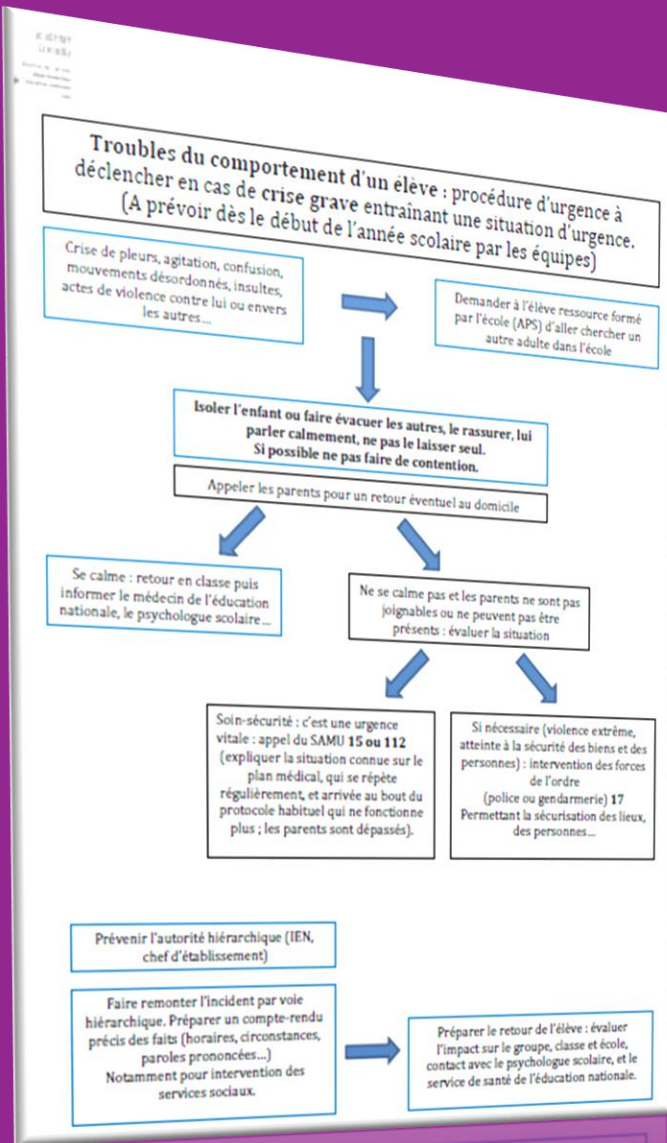 Troubles du comportement d'un élève : procédure d'urgence à
déclencher en cas de crise grave entraînant une situation d'urgence.
(A prévoir dès le début de l'année scolaire par les équipes)
Crise de pleurs, agitation, confusion,
mouvements désordonnés, insultes,
actes de violence contre lui ou envers
les autres...
Demander à l'élève ressource formé
par l'école (APS) d'aller chercher un
autre adulte dans l'école
Isoler l'enfant ou faire évacuer les autres, le rassurer, lui
parler calmement, ne pas le laisser seul.
Si possible ne pas faire de contention.
Appeler les parents pour un retour éventuel au domicile
Se calme : retour en classe puis
informer le médecin de l'éducation
nationale, le psychologue scolaire...
Ne se calme pas et les parents ne sont pas
joignables ou ne peuvent pas être
présents : évaluer la situation
Soin-sécurité : c'est une urgence
vitale : appel du SAMU 15 ou 112
(expliquer la situation connue sur le
plan médical, qui se répète
régulièrement, et arrivée au bout du
protocole habituel qui ne fonctionne
plus ; les parents sont dépassés).
Si nécessaire (violence extrême,
atteinte à la sécurité des biens et des
personnes) : intervention des forces
de l'ordre
(police ou gendarmerie) 17
Permettant la sécurisation des lieux,
des personnes...
Prévenir l'autorité hiérarchique (IEN,
chef d'établissement)
Faire remonter l'incident par voie
hiérarchique. Préparer un compte-rendu
précis des faits (horaires, circonstances,
paroles prononcées...)
Notamment pour intervention des
services sociaux.
Préparer le retour de l'élève : évaluer
l'impact sur le groupe, classe et école,
contact avec le psychologue scolaire, et le
service de santé de l'éducation nationale.